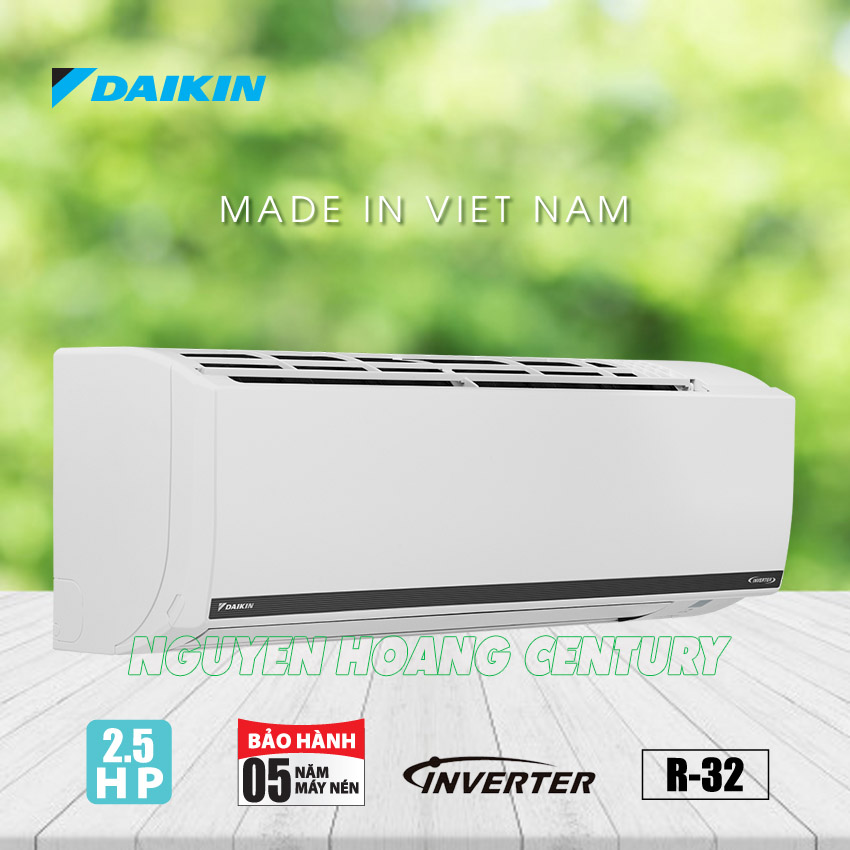 DAIKIN
MADE IN VIET NAM
DAIKIN
INVERTER
NGUYEN HOANG CENTURY
2.5
HP
BẢO HÀNH
05 NĂM
MÁY NÉN
INVERTER
R-32